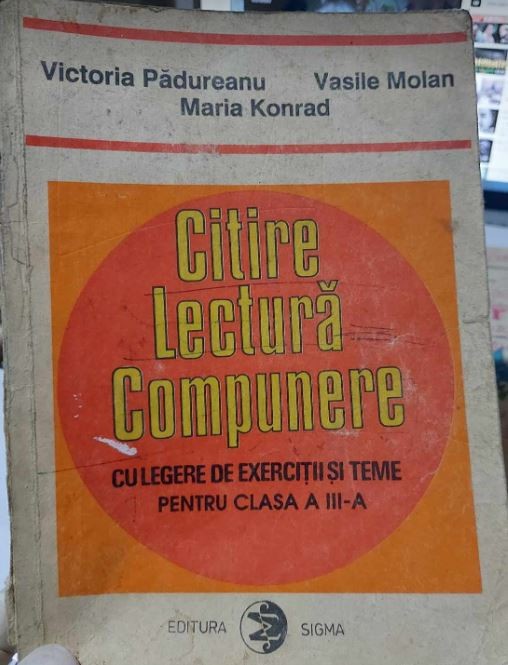 Victoria Pădureanu Vasile Molan
Maria Konrad
Citire
Lectură
Compunere
CULEGERE DE EXERCIȚII ȘI TEME
PENTRU CLASA A III-A
EDITURA SIGMA